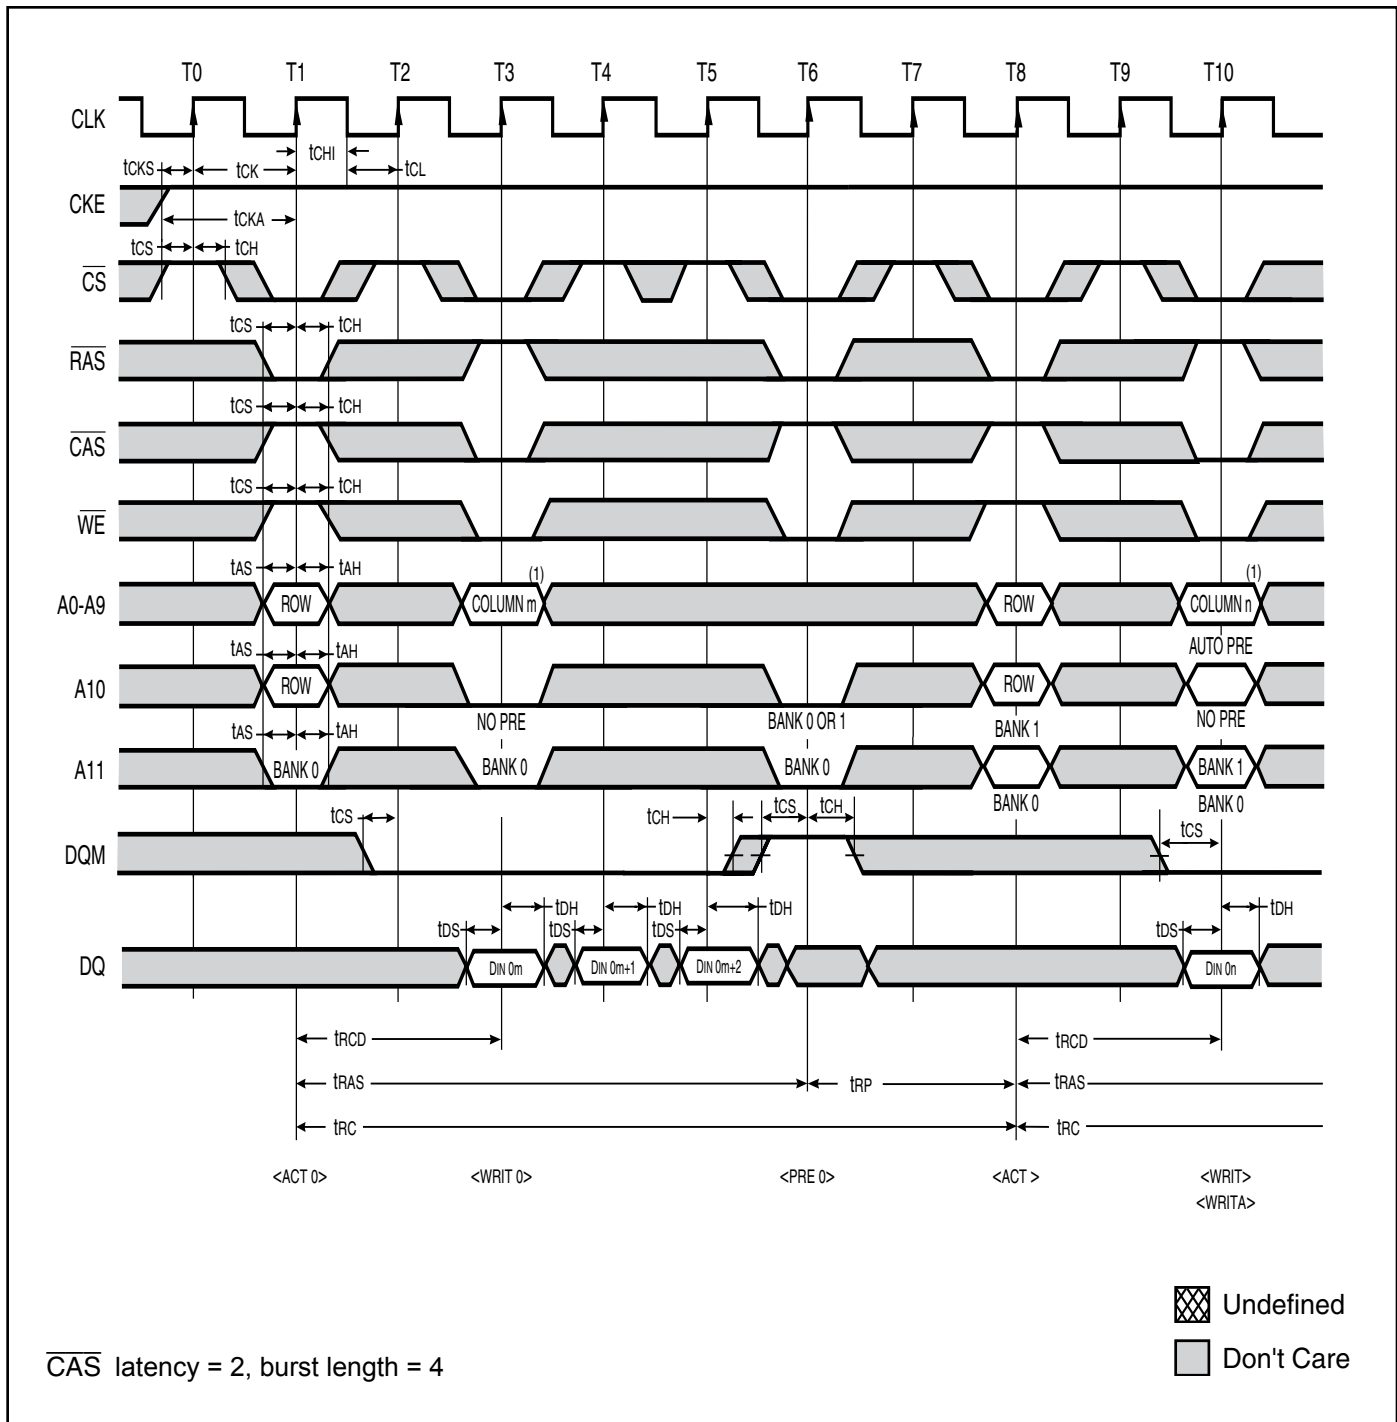 T0 T1 T2 T3 T4 T5 T6 T7 T8 T9 T10
CLK
tCHI
tCKS tCK tCL
CKE
tCKA
tCS tCH
CS
tCS tCH
RAS
tCS tCH
CAS
tCS tCH
WE
tAS tAH (1) (1)
A0-A9 ROW COLUMN m ROW COLUMN n
tAS tAH AUTO PRE
A10 ROW ROW
NO PRE BANK 0 OR 1 BANK 1 NO PRE
tAS tAH
A11 BANK 0 BANK 0 BANK 0 BANK 1
BANK 0 BANK 0
tCS tCH tCS tCH tCS
DQM
tDH tDH tDH tDH
tDS tDS tDS tDS
DQ DIN 0m DIN 0m+1 DIN 0m+2 DIN 0n
tRCD tRCD
tRAS tRP tRAS
tRC tRC
<ACT 0> <WRIT 0> <PRE 0> <ACT > <WRIT>
<WRITA>
Undefined
Don't Care
CAS latency = 2, burst length = 4